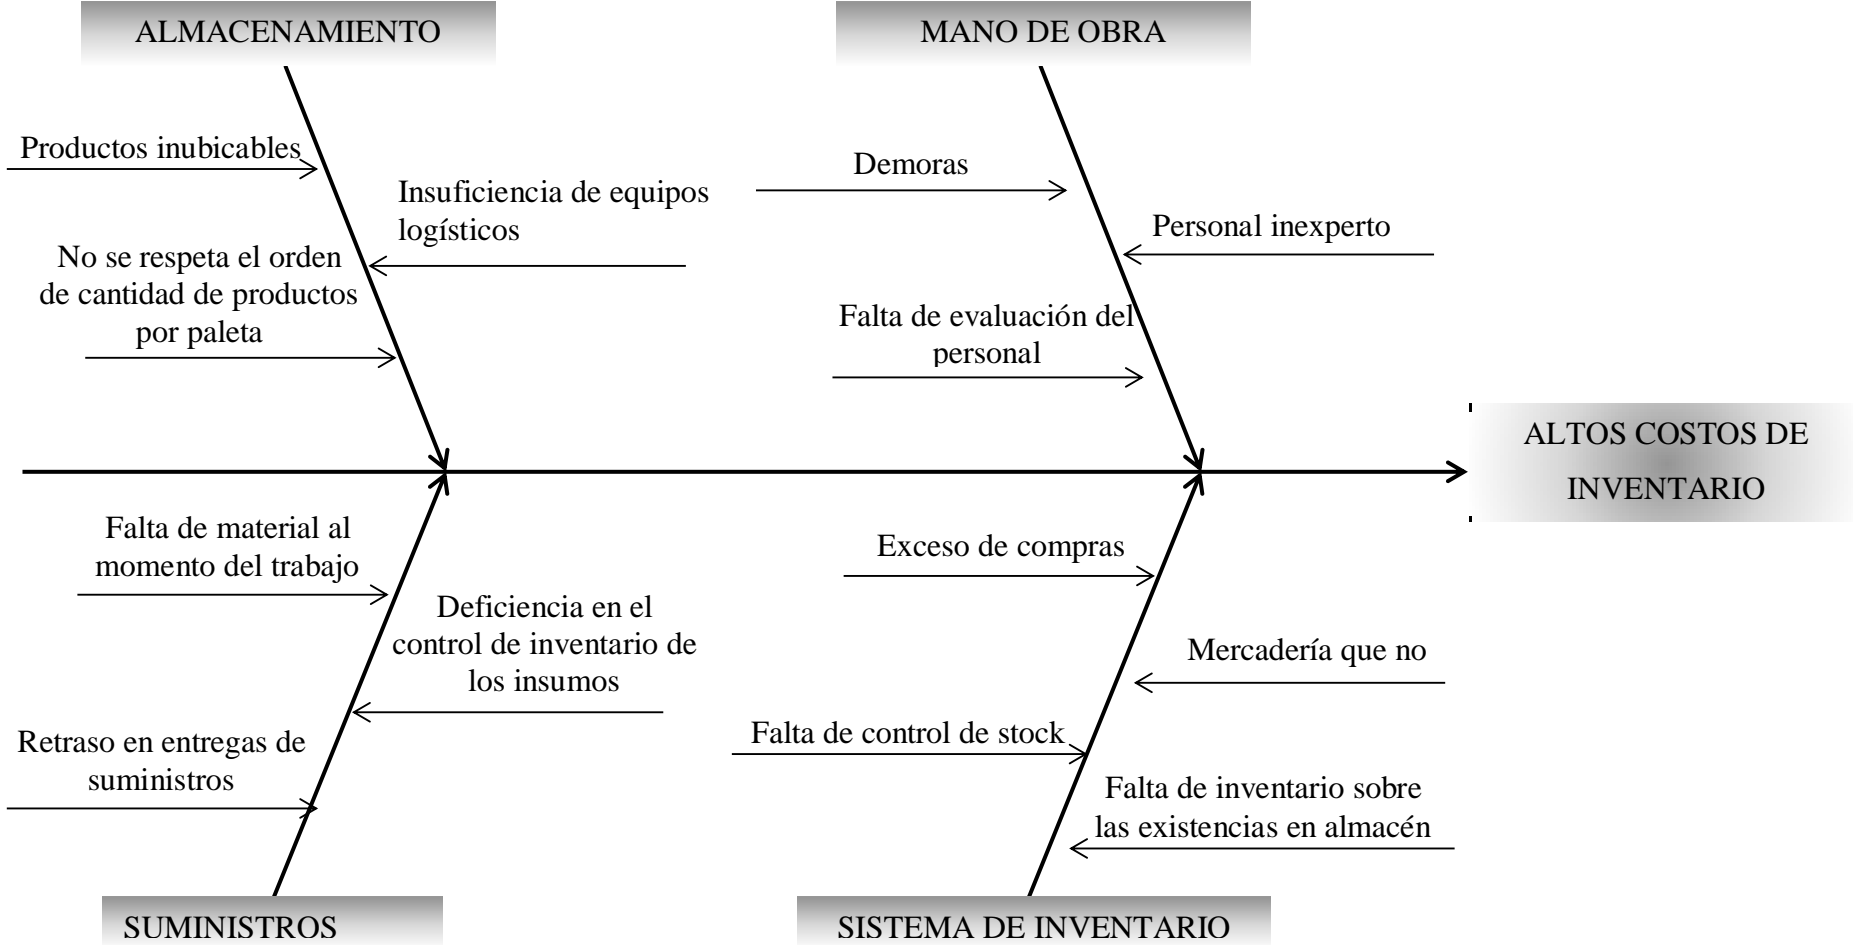 ALMACENAMIENTO
MANO DE OBRA
Productos inubicables
Insuficiencia de equipos
logísticos
No se respeta el orden
de cantidad de productos
por paleta
Demoras
Personal inexperto
Falta de evaluación del
personal
ALTOS COSTOS DE
INVENTARIO
Falta de material al
momento del trabajo
Deficiencia en el
control de inventario de
los insumos
Retraso en entregas de
suministros
Exceso de compras
Mercadería que no
Falta de control de stock
Falta de inventario sobre
las existencias en almacén
SUMINISTROS
SISTEMA DE INVENTARIO